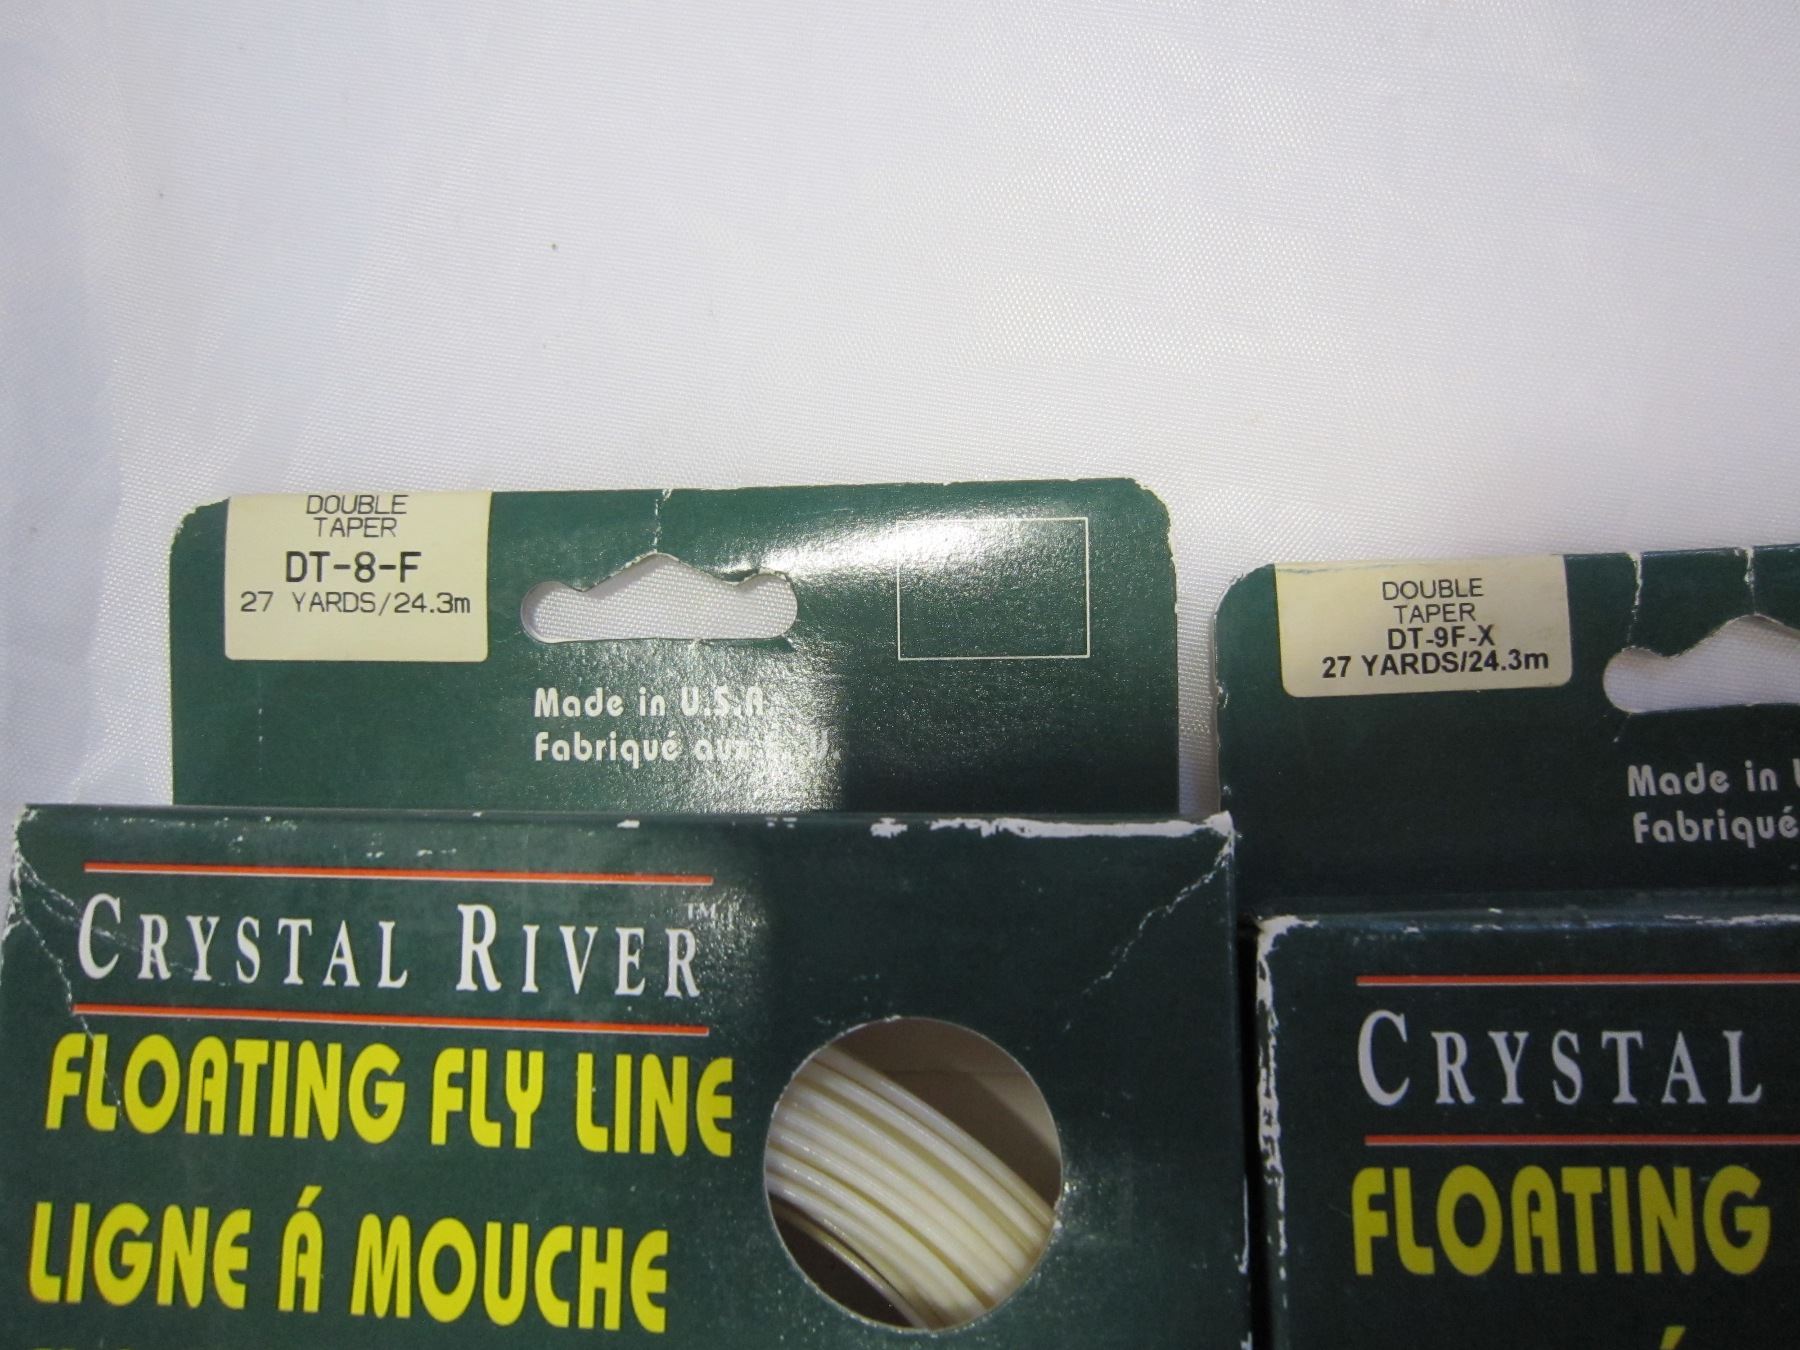 DOUBLE
TAPER
DT-8-F
27 YARDS/24.3m
Made in U.S.A.
Fabriqué aux É.U.
CRYSTAL RIVER™
FLOATING FLY LINE
LIGNE Á MOUCHE
DOUBLE
TAPER
DT-9F-X
27 YARDS/24.3m
Made in
Fabriqué
CRYSTAL
FLOATING